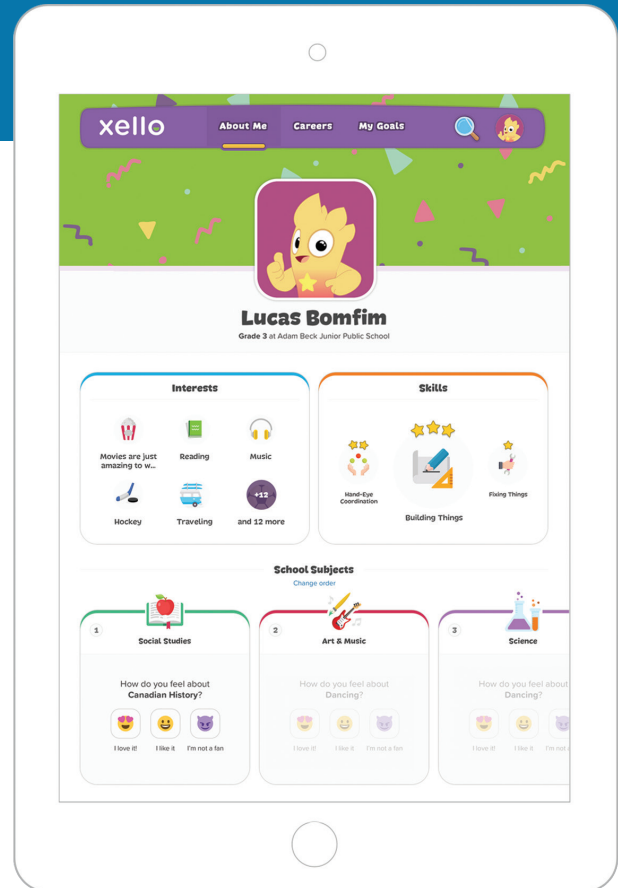 xello
About Me
Careers
My Goals
Lucas Bomfim
Grade 3 at Adam Beck Junior Public School
Interests
Movies are just
amazing to w...
Reading
Music
Hockey
Traveling
+12
and 12 more
Skills
Hand-Eye
Coordination
Building Things
Fixing Things
School Subjects
Change order
1
Social Studies
How do you feel about
Canadian History?
I love it!
I like it
I'm not a fan
2
Art & Music
How do you feel about
Dancing?
I love it!
I like it
I'm not a fan
3
Science
How do you feel about
Dancing?
I love it!
I like it
I'm not a